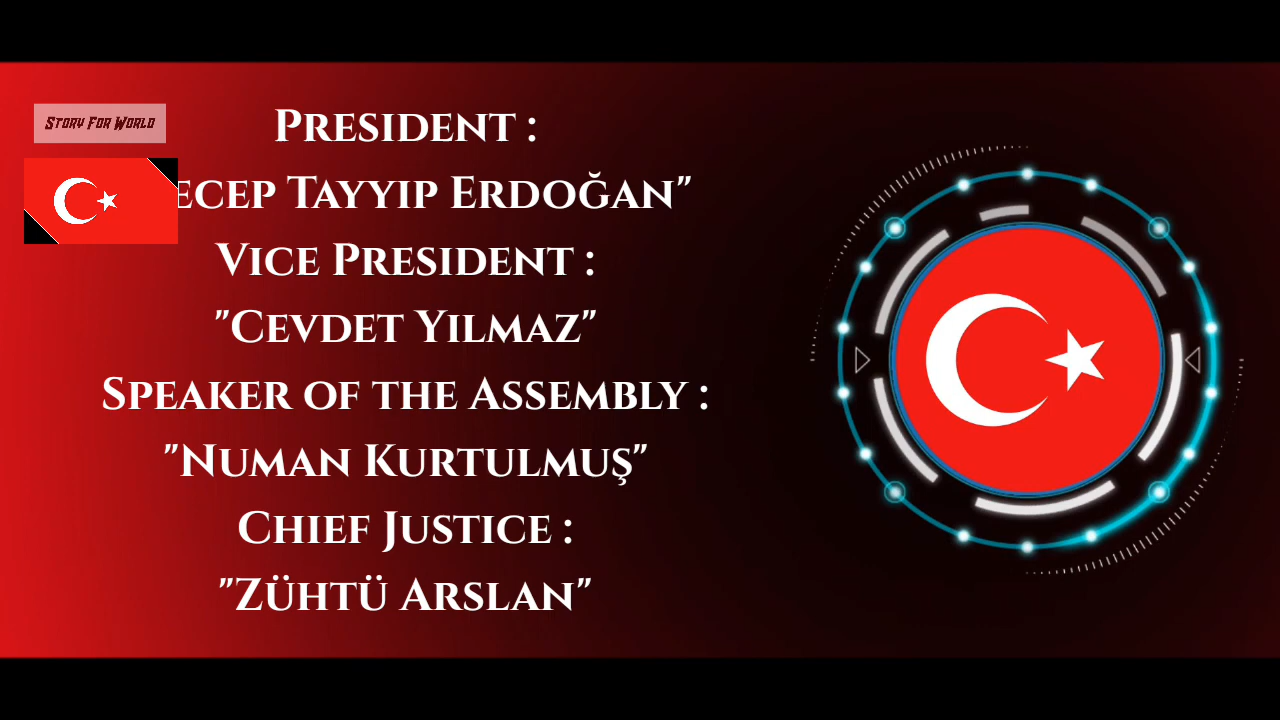 Story For World
President :
ecep Tayyip Erdoğan"
Vice President :
"Cevdet Yılmaz"
Speaker of the Assembly :
"Numan Kurtulmuş"
Chief Justice :
"Zühtü Arslan"